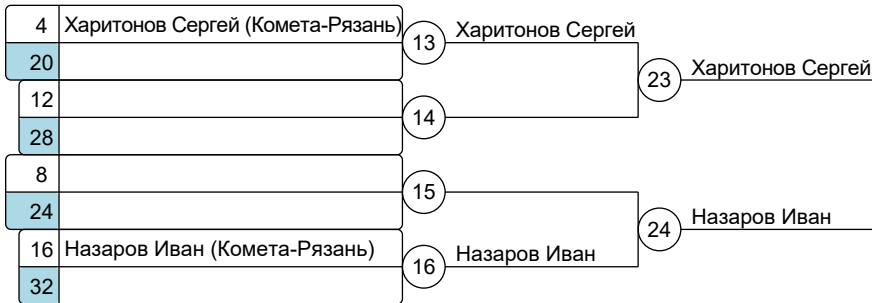 4 Харитонов Сергей (Комета-Рязань)
13 Харитонов Сергей
20
23 Харитонов Сергей
12
14
28
8
15
24
24 Назаров Иван
16 Назаров Иван (Комета-Рязань)
16 Назаров Иван
32